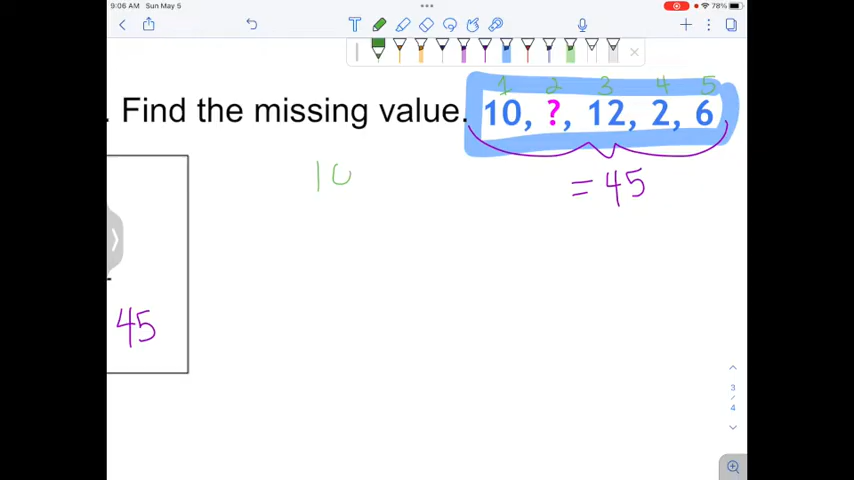 9:06 AM Sun May 5
78%
T
1 2 3 4 5
. Find the missing value. 10, ?, 12, 2, 6
10
= 45
45
3
/
4